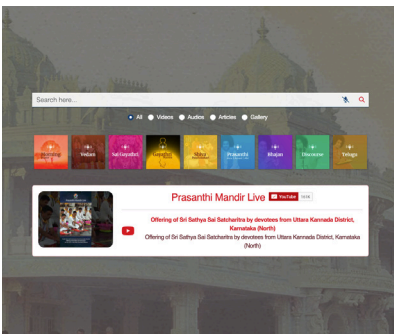 Search here...
All Videos Audios Articles Gallery
Vedam
Sai Gayathri
Gayathri
Prasanthi
Bhajan
Discourse
Telugu
Prasanthi Mandir Live
YouTube
Offering of Sri Sathya Sai Satcharitra by devotees from Uttara Kannada District,
Karnataka (North)
Offering of Sri Sathya Sai Satcharitra by devotees from Uttara Kannada District, Karnataka
(North)